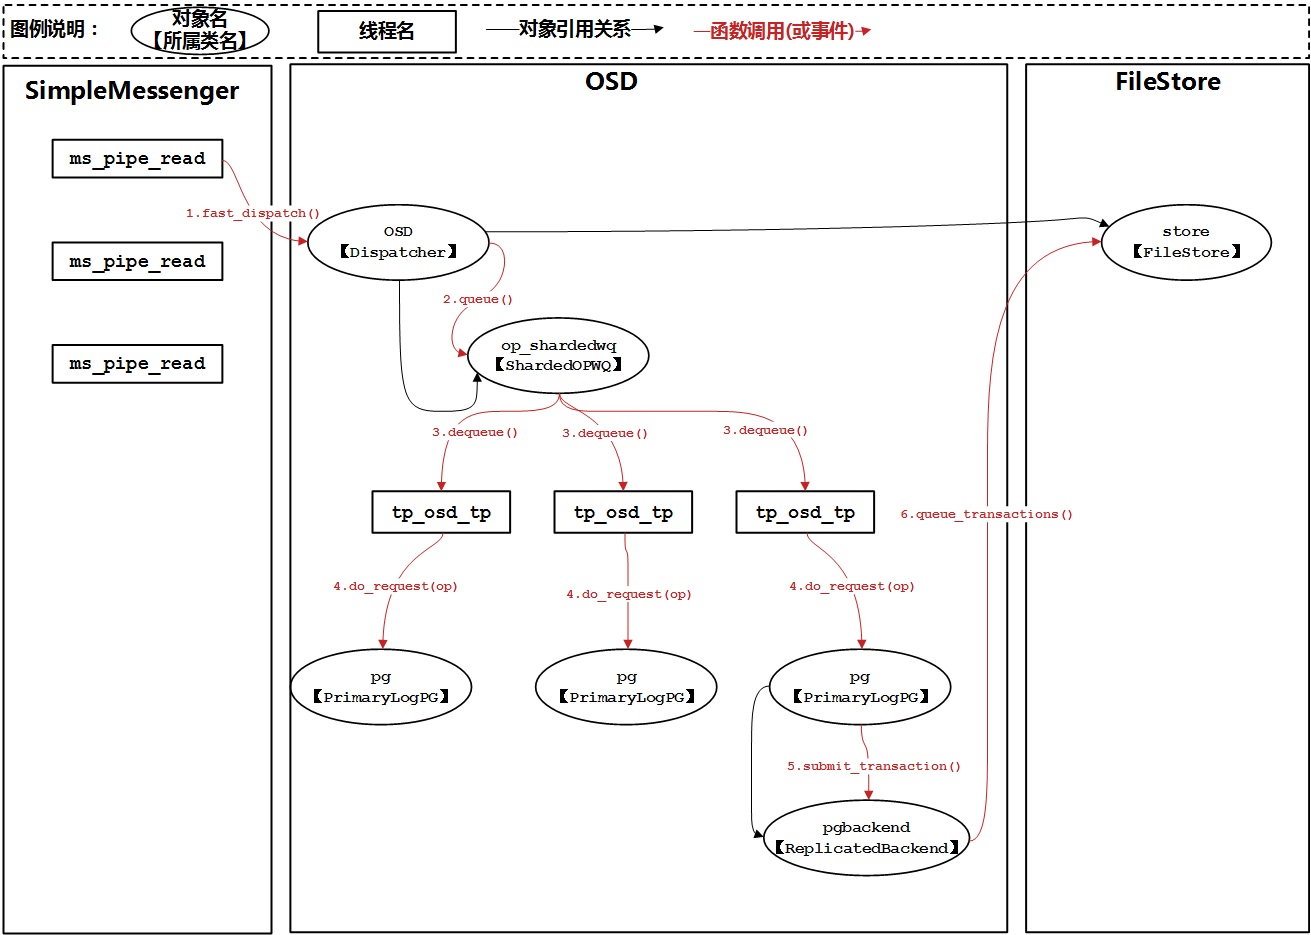 图例说明：
对象名
【所属类名】
线程名
对象引用关系
函数调用(或事件)
SimpleMessenger
ms_pipe_read
ms_pipe_read
ms_pipe_read
1.fast_dispatch()
OSD
OSD
【Dispatcher】
2.queue()
op_shardedwq
【ShardedOPWQ】
3.dequeue()
3.dequeue()
3.dequeue()
tp_osd_tp
tp_osd_tp
tp_osd_tp
4.do_request(op)
4.do_request(op)
4.do_request(op)
pg
【PrimaryLogPG】
pg
【PrimaryLogPG】
pg
【PrimaryLogPG】
5.submit_transaction()
pgbackend
【ReplicatedBackend】
6.queue_transactions()
FileStore
store
【FileStore】